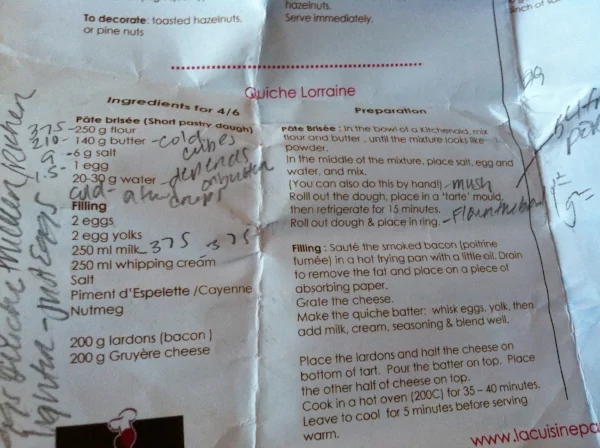 To decorate: toasted hazelnuts,
or pine nuts
hazelnuts.
Serve immediately.
Quiche Lorraine
Ingredients for 4/6
Pâte brisée (Short pastry dough)
375 - 250 g flour
210 - 140 g butter - cold
cubes
9 - 6 g salt
1.5 - 1 egg
20-30 g water - depends
on butter
cold - a few
drops
Filling
2 eggs
2 egg yolks
250 ml milk 375
250 ml whipping cream 375
Salt
Piment d'Espelette /Cayenne
Nutmeg
200 g lardons (bacon )
200 g Gruyère cheese
Preparation
Pâte Brisée : In the bowl of a Kitchenaid, mix
flour and butter , until the mixture looks like
powder.
In the middle of the mixture, place salt, egg and
water, and mix.
(You can also do this by hand!) - mush
Roll out the dough, place in a 'tarte' mould,
then refrigerate for 15 minutes.
Roll out dough & place in ring.
Filling : Sauté the smoked bacon (poitrine
fumée) in a hot frying pan with a little oil. Drain
to remove the fat and place on a piece of
absorbing paper.
Grate the cheese.
Make the quiche batter: whisk eggs, yolk, then
add milk, cream, seasoning & blend well.
Place the lardons and half the cheese on
bottom of tart. Pour the batter on top. Place
the other half of cheese on top.
Cook in a hot oven (200C) for 35 – 40 minutes.
Leave to cool for 5 minutes before serving
warm.
www.lacuisinepa